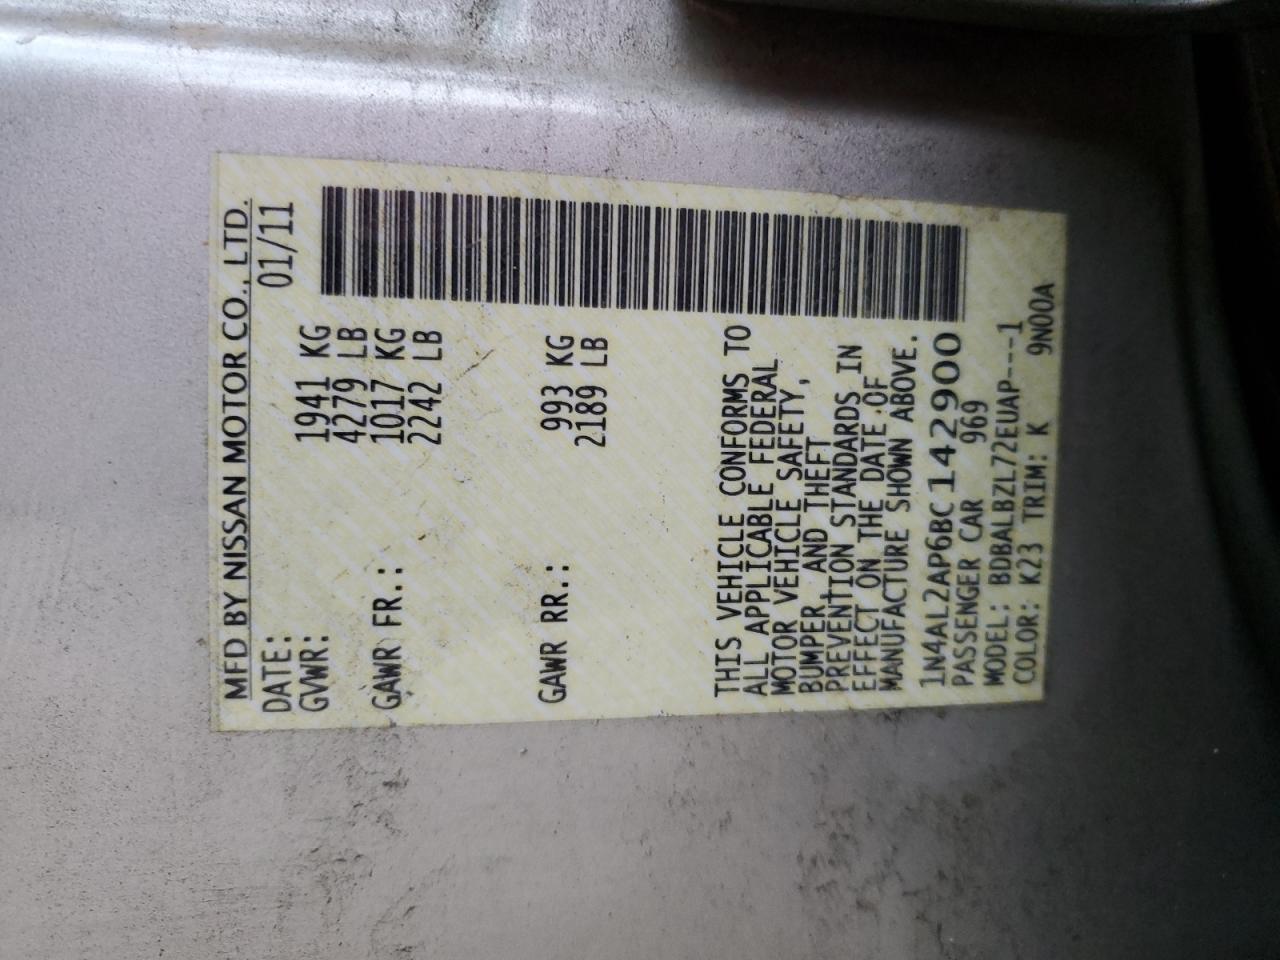 MFD BY NISSAN MOTOR CO., LTD.
DATE: 01/11
GVWR: 1941 KG
4279 LB
GAWR FR.: 1017 KG
2242 LB
GAWR RR.: 993 KG
2189 LB
THIS VEHICLE CONFORMS TO
ALL APPLICABLE FEDERAL
MOTOR VEHICLE SAFETY,
BUMPER, AND THEFT
PREVENTION STANDARDS IN
EFFECT ON THE DATE OF
MANUFACTURE SHOWN ABOVE.
1N4AL2AP6BC142900
PASSENGER CAR 969
MODEL: BDBALBZL72EUAP---1
COLOR: K23 TRIM: K 9N00A